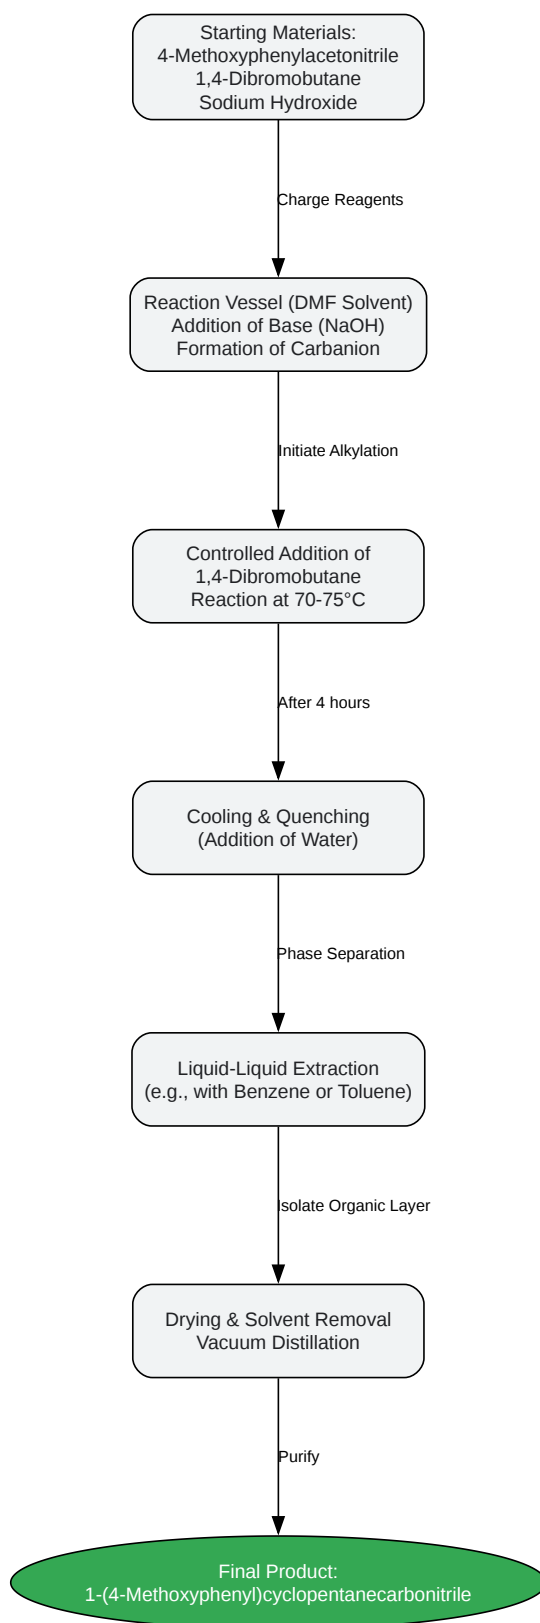 Starting Materials:
4-Methoxyphenylacetonitrile
1,4-Dibromobutane
Sodium Hydroxide
Charge Reagents
Reaction Vessel (DMF Solvent)
Addition of Base (NaOH)
Formation of Carbanion
Initiate Alkylation
Controlled Addition of
1,4-Dibromobutane
Reaction at 70-75°C
After 4 hours
Cooling & Quenching
(Addition of Water)
Phase Separation
Liquid-Liquid Extraction
(e.g., with Benzene or Toluene)
Isolate Organic Layer
Drying & Solvent Removal
Vacuum Distillation
Purify
Final Product:
1-(4-Methoxyphenyl)cyclopentanecarbonitrile